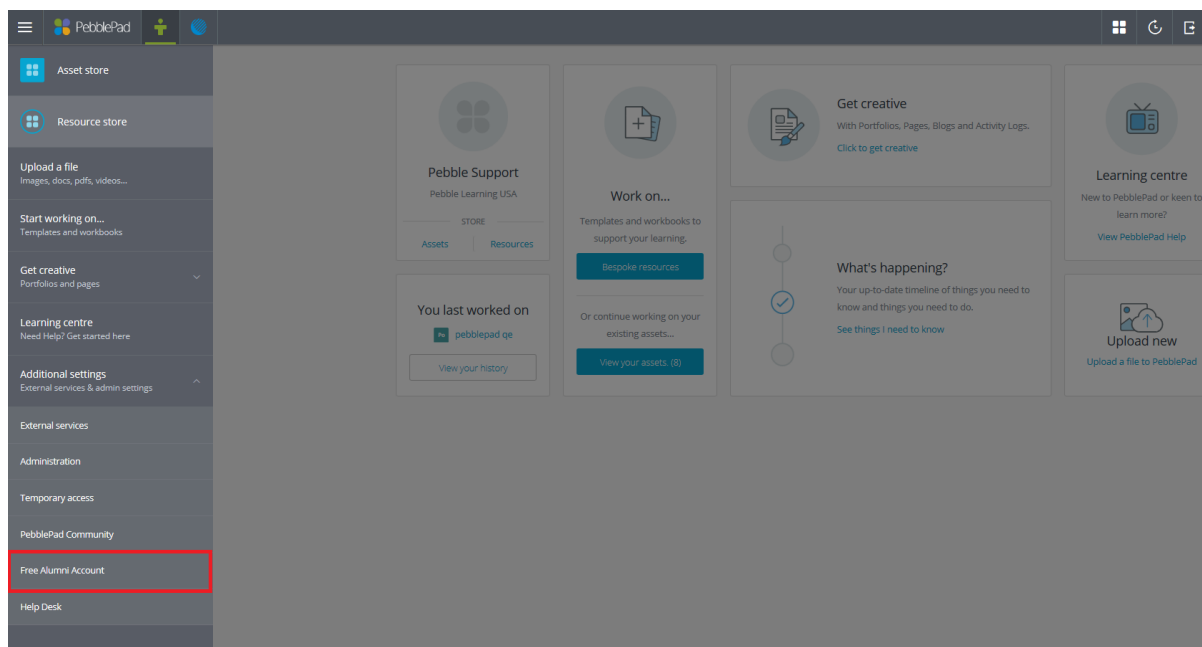 PebblePad
Asset store
Resource store
Upload a file
Images, docs, pdfs, videos...
Start working on...
Templates and workbooks
Get creative
Portfolios and pages
Learning centre
Need Help? Get started here
Additional settings
External services & admin settings
External services
Administration
Temporary access
PebblePad Community
Free Alumni Account
Help Desk
Pebble Support
Pebble Learning USA
STORE
Assets Resources
You last worked on
Pe pebblepad qe
View your history
Work on...
Templates and workbooks to
support your learning.
Bespoke resources
Or continue working on your
existing assets...
View your assets. (8)
Get creative
With Portfolios, Pages, Blogs and Activity Logs.
Click to get creative
What's happening?
Your up-to-date timeline of things you need to
know and things you need to do.
See things I need to know
Learning centre
New to PebblePad or keen to
learn more?
View PebblePad Help
Upload new
Upload a file to PebblePad